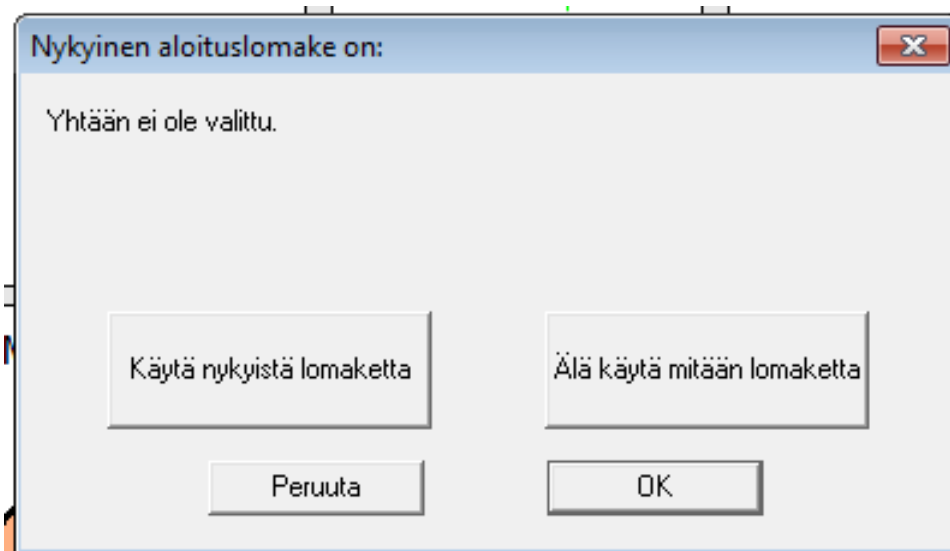 Nykyinen aloituslomake on:
Yhtään ei ole valittu.
Käytä nykyistä lomaketta
Älä käytä mitään lomaketta
Peruuta
OK